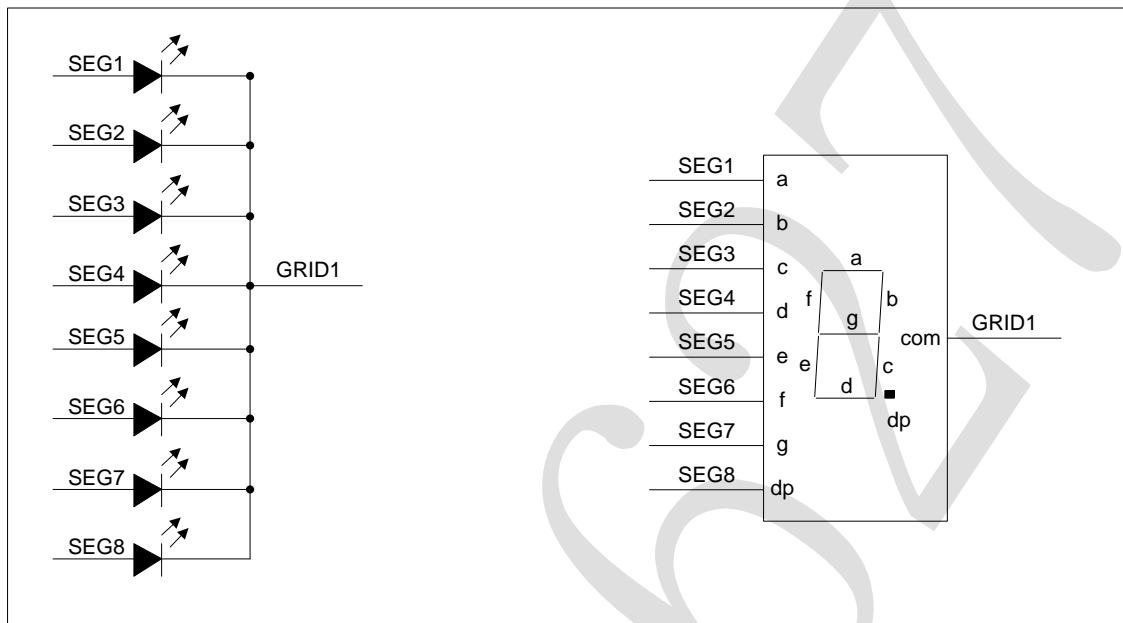 SEG1
SEG2
SEG3
SEG4
SEG5
SEG6
SEG7
SEG8
GRID1
SEG1
SEG2
SEG3
SEG4
SEG5
SEG6
SEG7
SEG8
a
b
c
d
e
f
g
dp
a
f
b
g
e
c
d
dp
com
GRID1
627